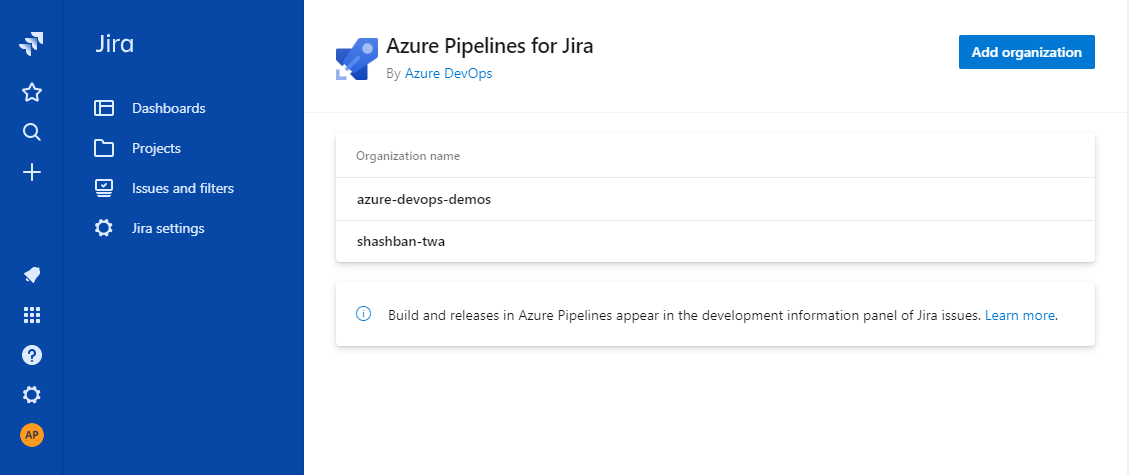 Jira
Dashboards
Projects
Issues and filters
Jira settings
AP
Azure Pipelines for Jira
By Azure DevOps
Add organization
Organization name
azure-devops-demos
shashban-twa
Build and releases in Azure Pipelines appear in the development information panel of Jira issues. Learn more.